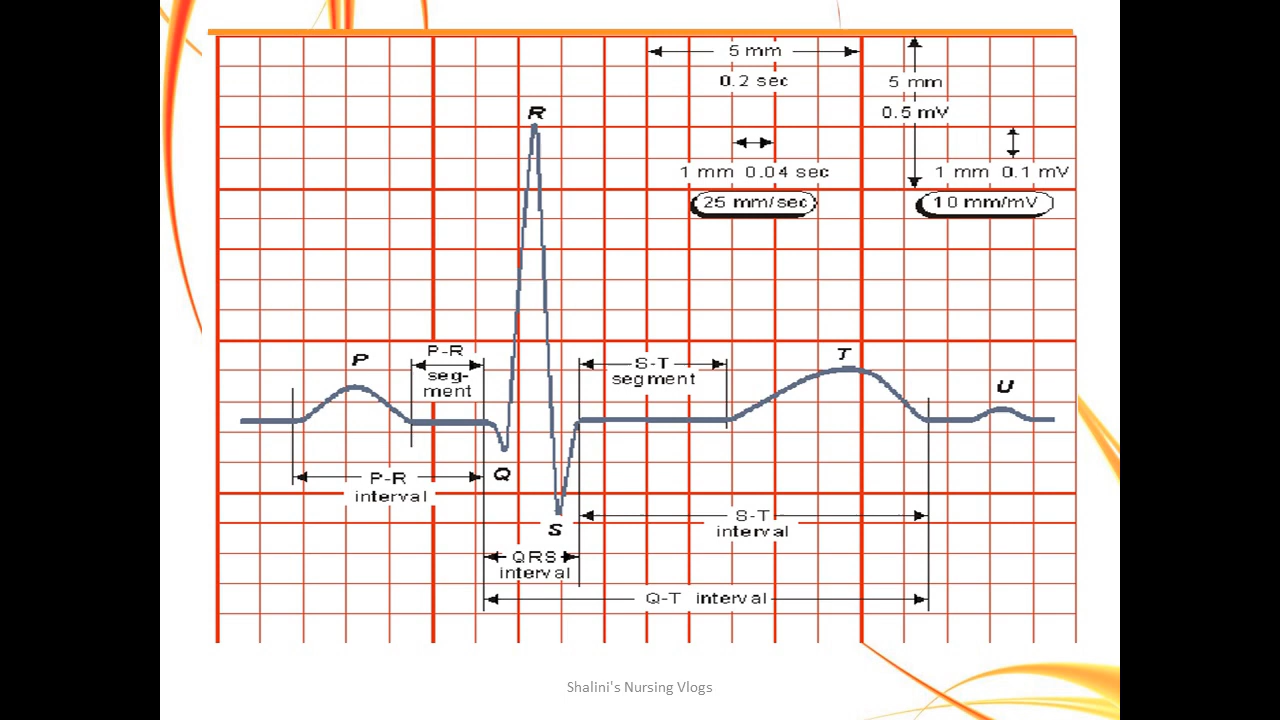 5 mm
0.2 sec
5 mm
0.5 mV
R
1 mm 0.04 sec
1 mm 0.1 mV
25 mm/sec
10 mm/mV
P
P-R
seg-
ment
S-T
segment
T
U
P-R
interval
Q
S
S-T
interval
QRS
interval
Q-T interval
Shalini's Nursing Vlogs